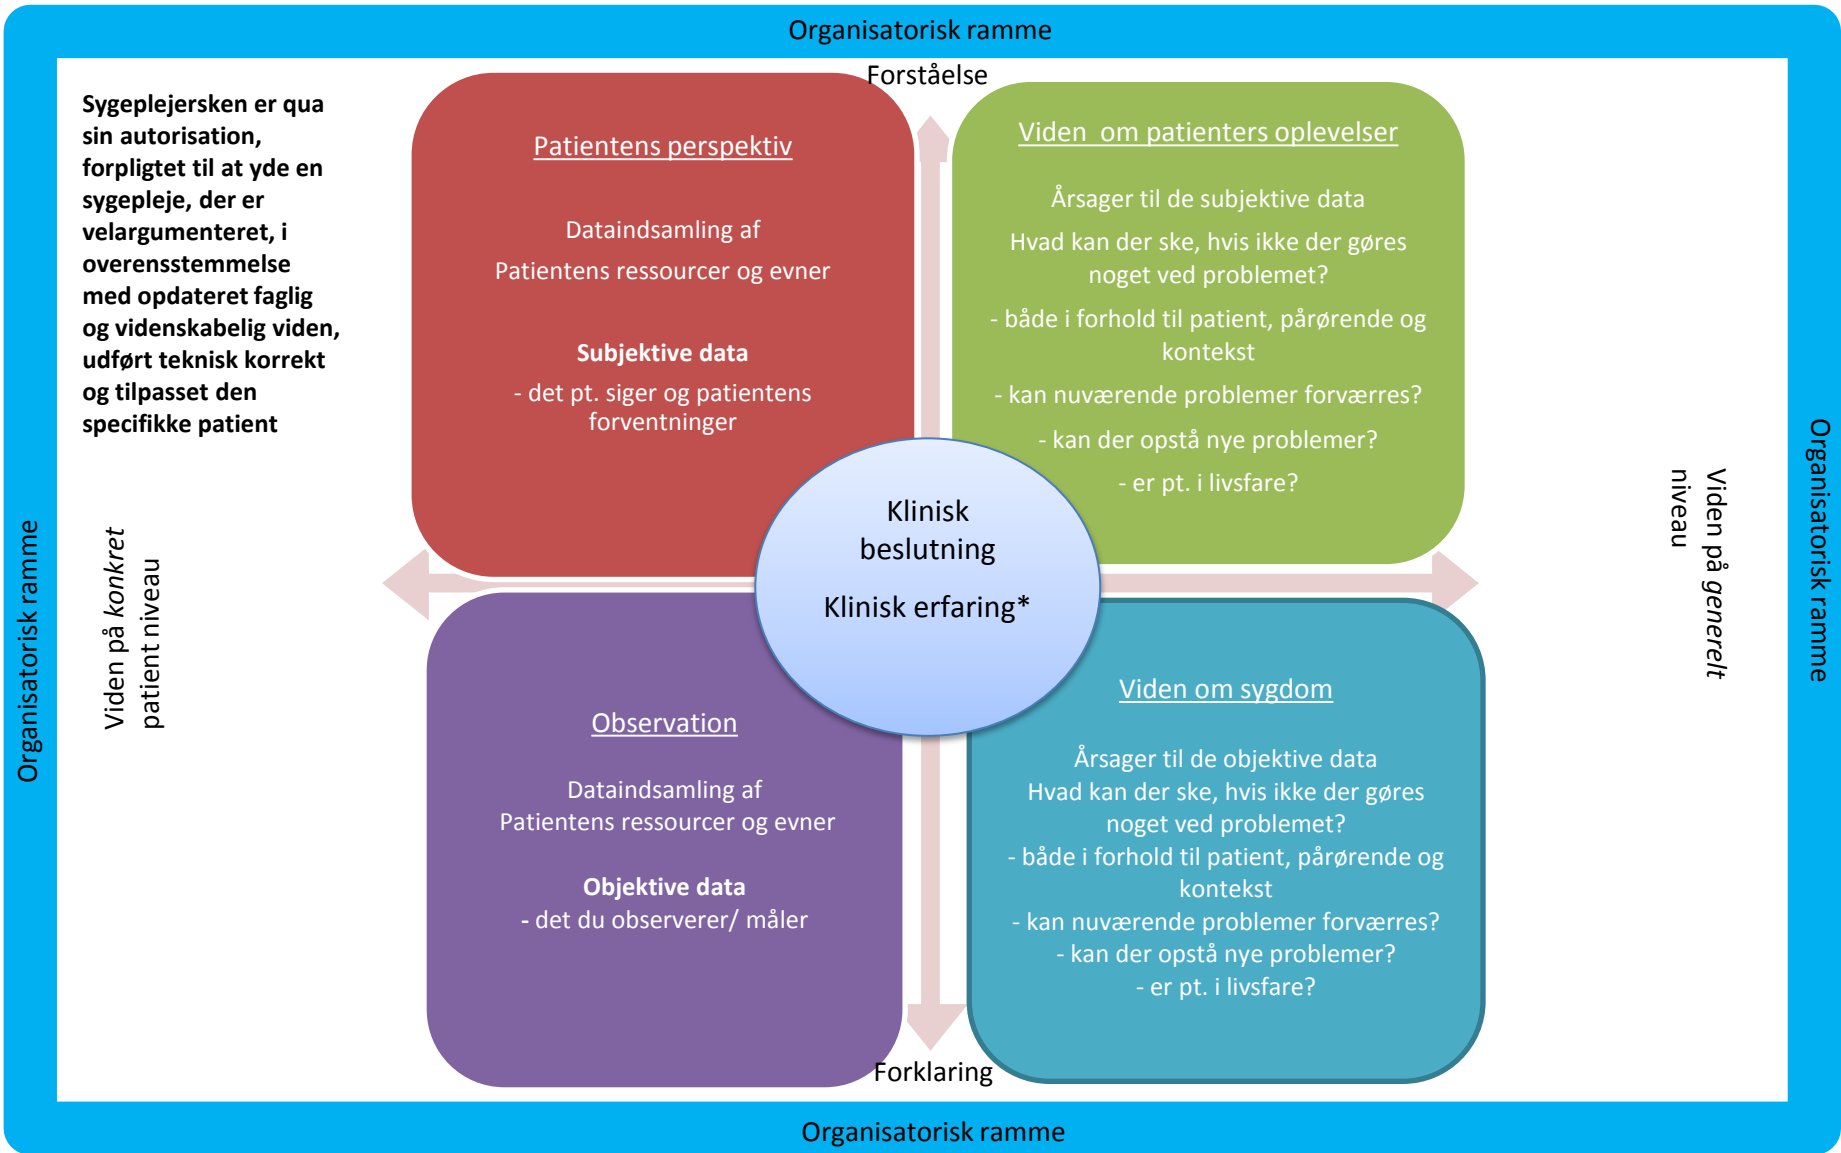 Organisatorisk ramme
Forståelse
Sygeplejersken er qua
sin autorisation,
forpligtet til at yde en
sygepleje, der er
velargumenteret, i
overensstemmelse
med opdateret faglig
og videnskabelig viden,
udført teknisk korrekt
og tilpasset den
specifikke patient
Patientens perspektiv
Dataindsamling af
Patientens ressourcer og evner
Subjektive data
- det pt. siger og patientens
forventninger
Viden om patienters oplevelser
Årsager til de subjektive data
Hvad kan der ske, hvis ikke der gøres
noget ved problemet?
- både i forhold til patient, pårørende og
kontekst
- kan nuværende problemer forværres?
- kan der opstå nye problemer?
- er pt. i livsfare?
Klinisk
beslutning
Klinisk erfaring*
Organisatorisk ramme
Viden på konkret
patient niveau
Viden på generelt
niveau
Organisatorisk ramme
Observation
Dataindsamling af
Patientens ressourcer og evner
Objektive data
- det du observerer/ måler
Viden om sygdom
Årsager til de objektive data
Hvad kan der ske, hvis ikke der gøres
noget ved problemet?
- både i forhold til patient, pårørende og
kontekst
- kan nuværende problemer forværres?
- kan der opstå nye problemer?
- er pt. i livsfare?
Forklaring
Organisatorisk ramme